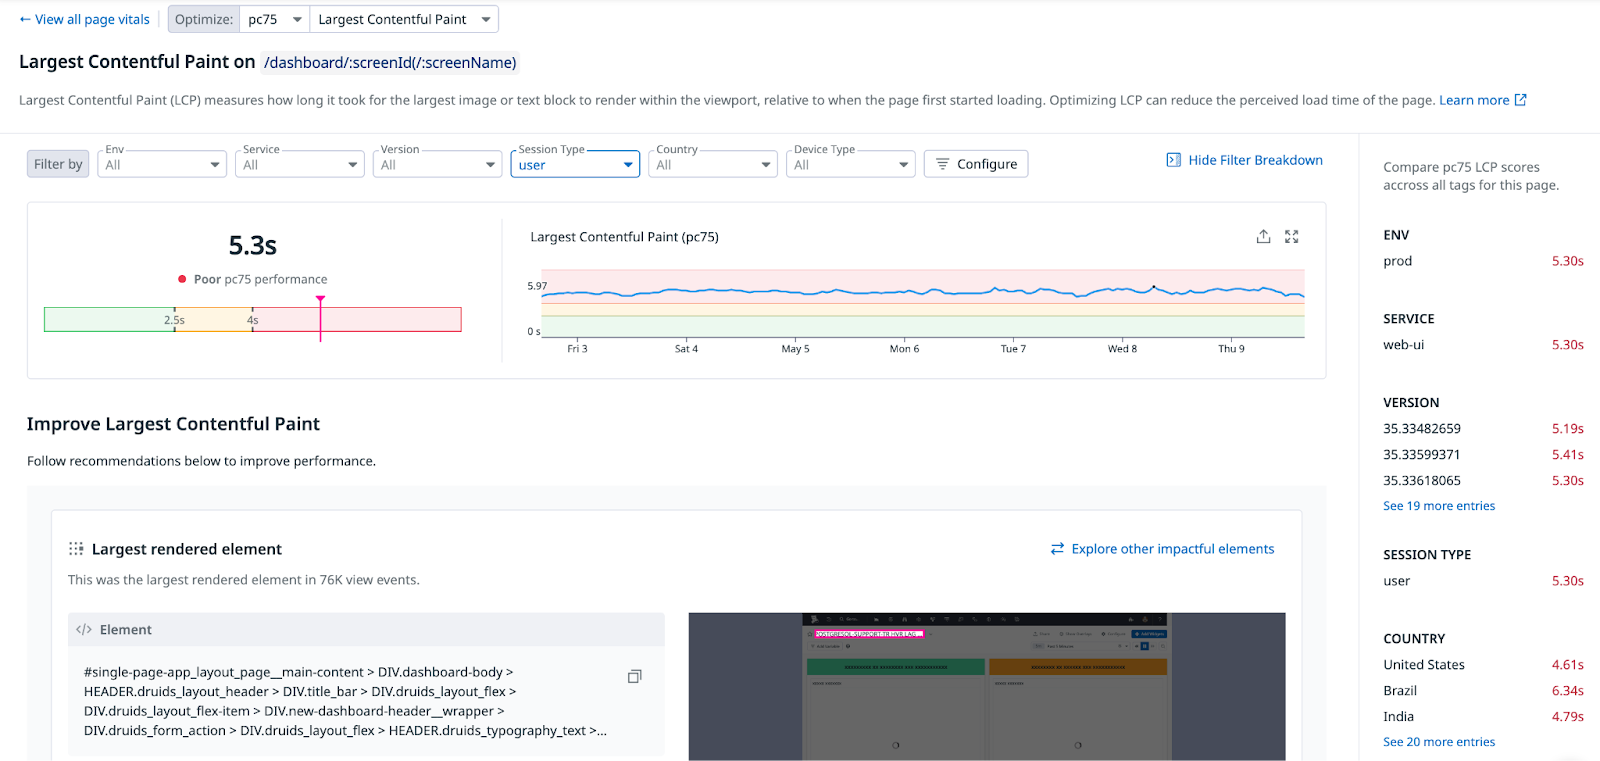 ← View all page vitals
Optimize: pc75 Largest Contentful Paint
Largest Contentful Paint on /dashboard/:screenId(/:screenName)
Largest Contentful Paint (LCP) measures how long it took for the largest image or text block to render within the viewport, relative to when the page first started loading. Optimizing LCP can reduce the perceived load time of the page. Learn more
Filter by
Env
All
Service
All
Version
All
Session Type
user
Country
All
Device Type
All
Configure
Hide Filter Breakdown
5.3s
Poor pc75 performance
2.5s 4s
Largest Contentful Paint (pc75)
5.97
0 s
Fri 3 Sat 4 May 5 Mon 6 Tue 7 Wed 8 Thu 9
Improve Largest Contentful Paint
Follow recommendations below to improve performance.
Largest rendered element
Explore other impactful elements
This was the largest rendered element in 76K view events.
</> Element
#single-page-app_layout_page__main-content > DIV.dashboard-body >
HEADER.druids_layout_header > DIV.title_bar > DIV.druids_layout_flex >
DIV.druids_layout_flex-item > DIV.new-dashboard-header__wrapper >
DIV.druids_form_action > DIV.druids_layout_flex > HEADER.druids_typography_text >...
Compare pc75 LCP scores
accross all tags for this page.
ENV
prod 5.30s
SERVICE
web-ui 5.30s
VERSION
35.33482659 5.19s
35.33599371 5.41s
35.33618065 5.30s
See 19 more entries
SESSION TYPE
user 5.30s
COUNTRY
United States 4.61s
Brazil 6.34s
India 4.79s
See 20 more entries